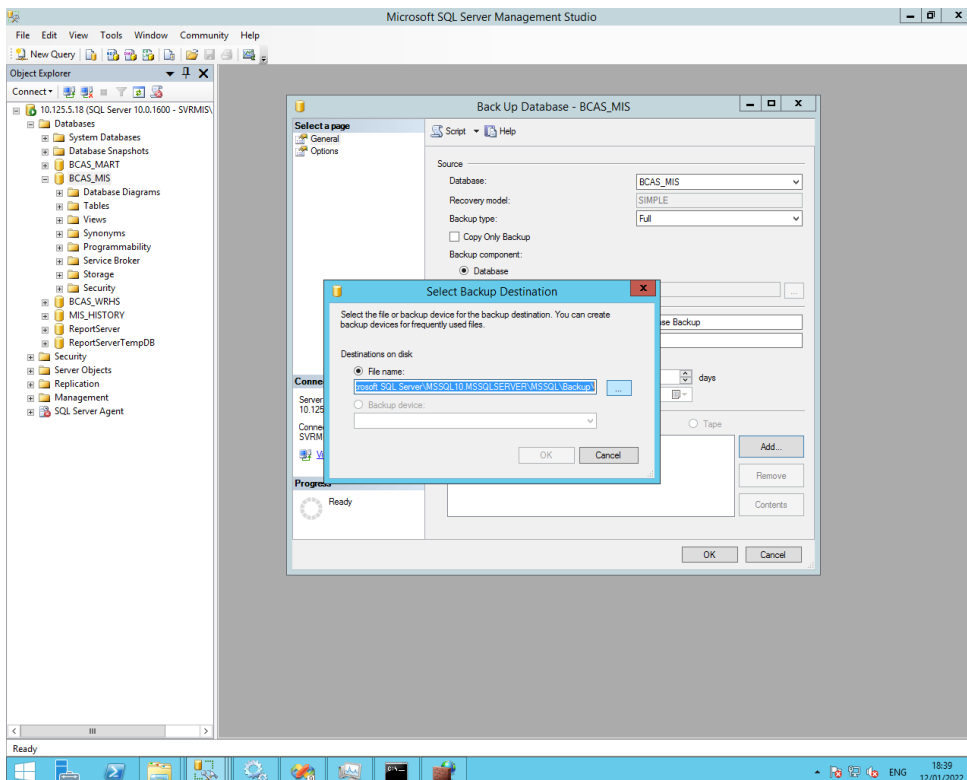 Microsoft SQL Server Management Studio
File Edit View Tools Window Community Help
New Query
Object Explorer
Connect
10.125.5.18 (SQL Server 10.0.1600 - SVRMIS\
Databases
System Databases
Database Snapshots
BCAS_MART
BCAS_MIS
Database Diagrams
Tables
Views
Synonyms
Programmability
Service Broker
Storage
Security
BCAS_WRHS
MIS_HISTORY
ReportServer
ReportServerTempDB
Security
Server Objects
Replication
Management
SQL Server Agent
Back Up Database - BCAS_MIS
Select a page
General
Options
Script Help
Source
Database: BCAS_MIS
Recovery model: SIMPLE
Backup type: Full
Copy Only Backup
Backup component:
Database
...
Backup
days
Tape
Add...
Remove
Contents
Server
10.125
SVRM
Progress
Ready
OK Cancel
Select Backup Destination
Select the file or backup device for the backup destination. You can create
backup devices for frequently used files.
Destinations on disk
File name:
rosoft SQL Server\MSSQL10.MSSQLSERVER\MSSQL\Backup\ ...
Backup device:
OK Cancel
Ready
ENG
18:39
12/01/2022